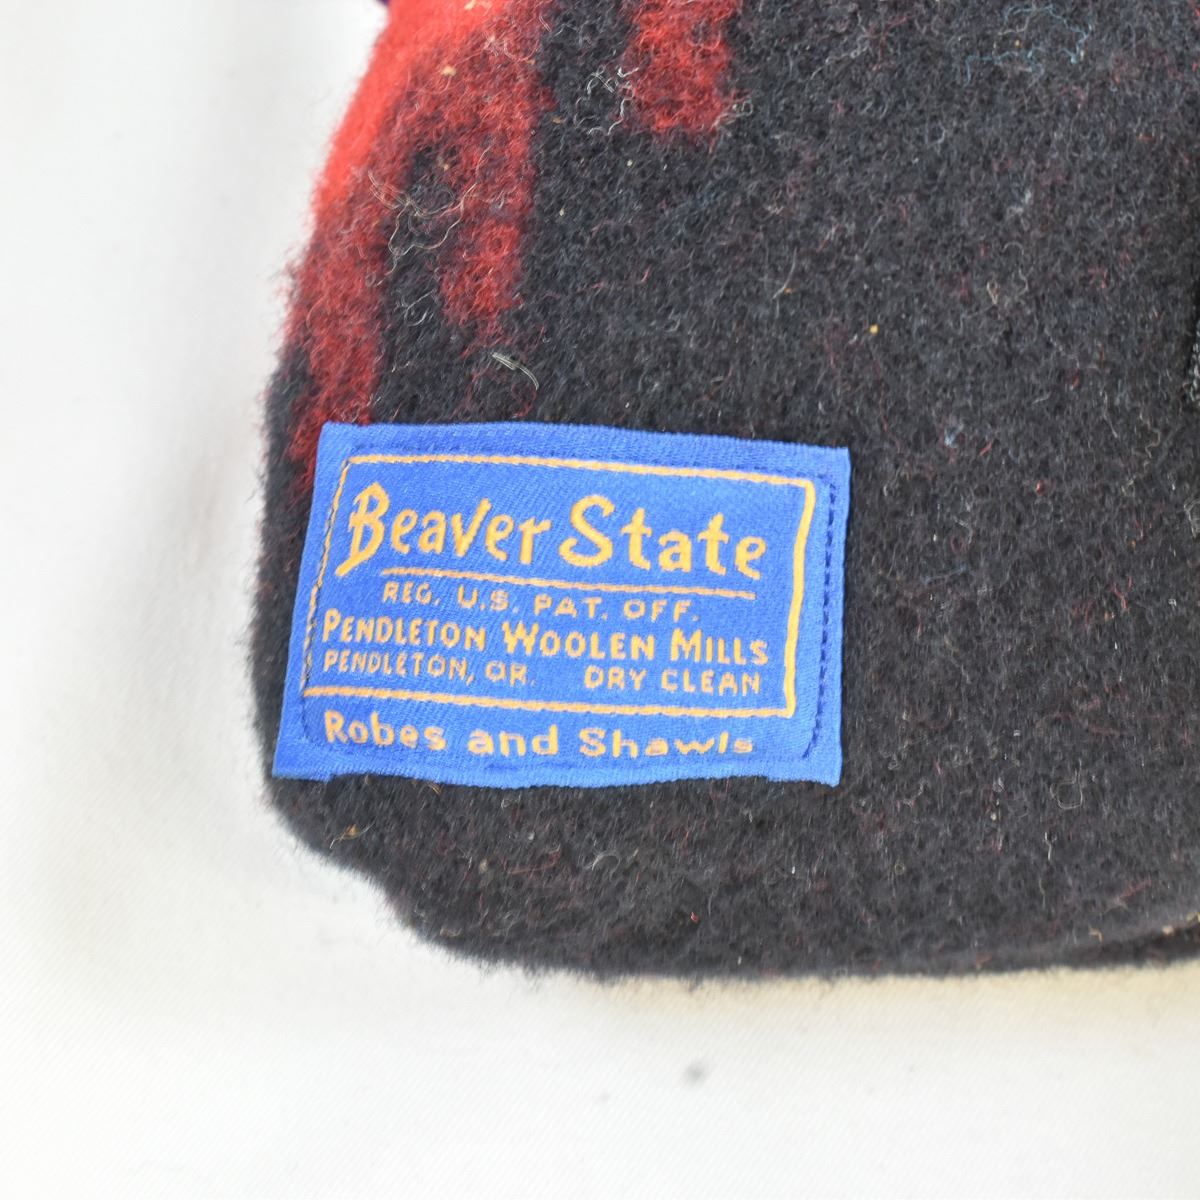 Beaver State
REG. U.S. PAT. OFF.
PENDLETON WOOLEN MILLS
PENDLETON, OR. DRY CLEAN
Robes and Shawls